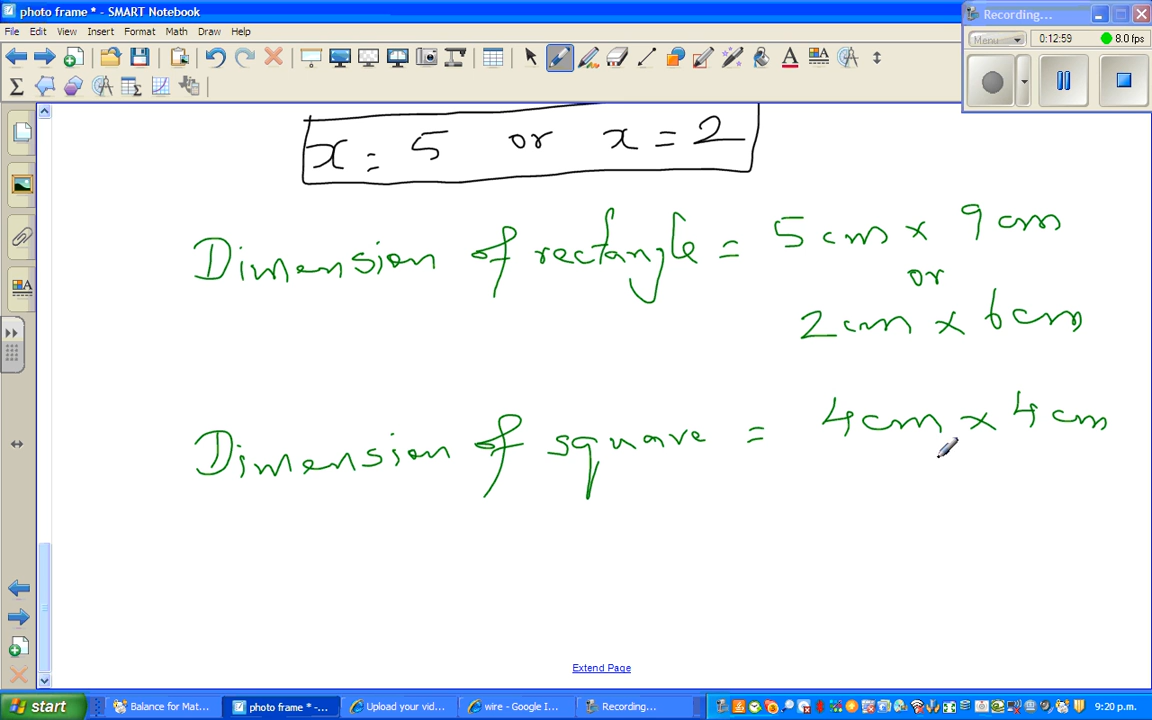 photo frame * - SMART Notebook
File Edit View Insert Format Math Draw Help
Recording...
Menu 0:12:59 8.0 fps
x = 5 or x = 2
Dimension of rectangle = 5 cm x 9 cm
or
2 cm x 6 cm
Dimension of square = 4 cm x 4 cm
Extend Page
start Balance for Mat... photo frame * -... Upload your vid... wire - Google I... Recording... 9:20 p.m.